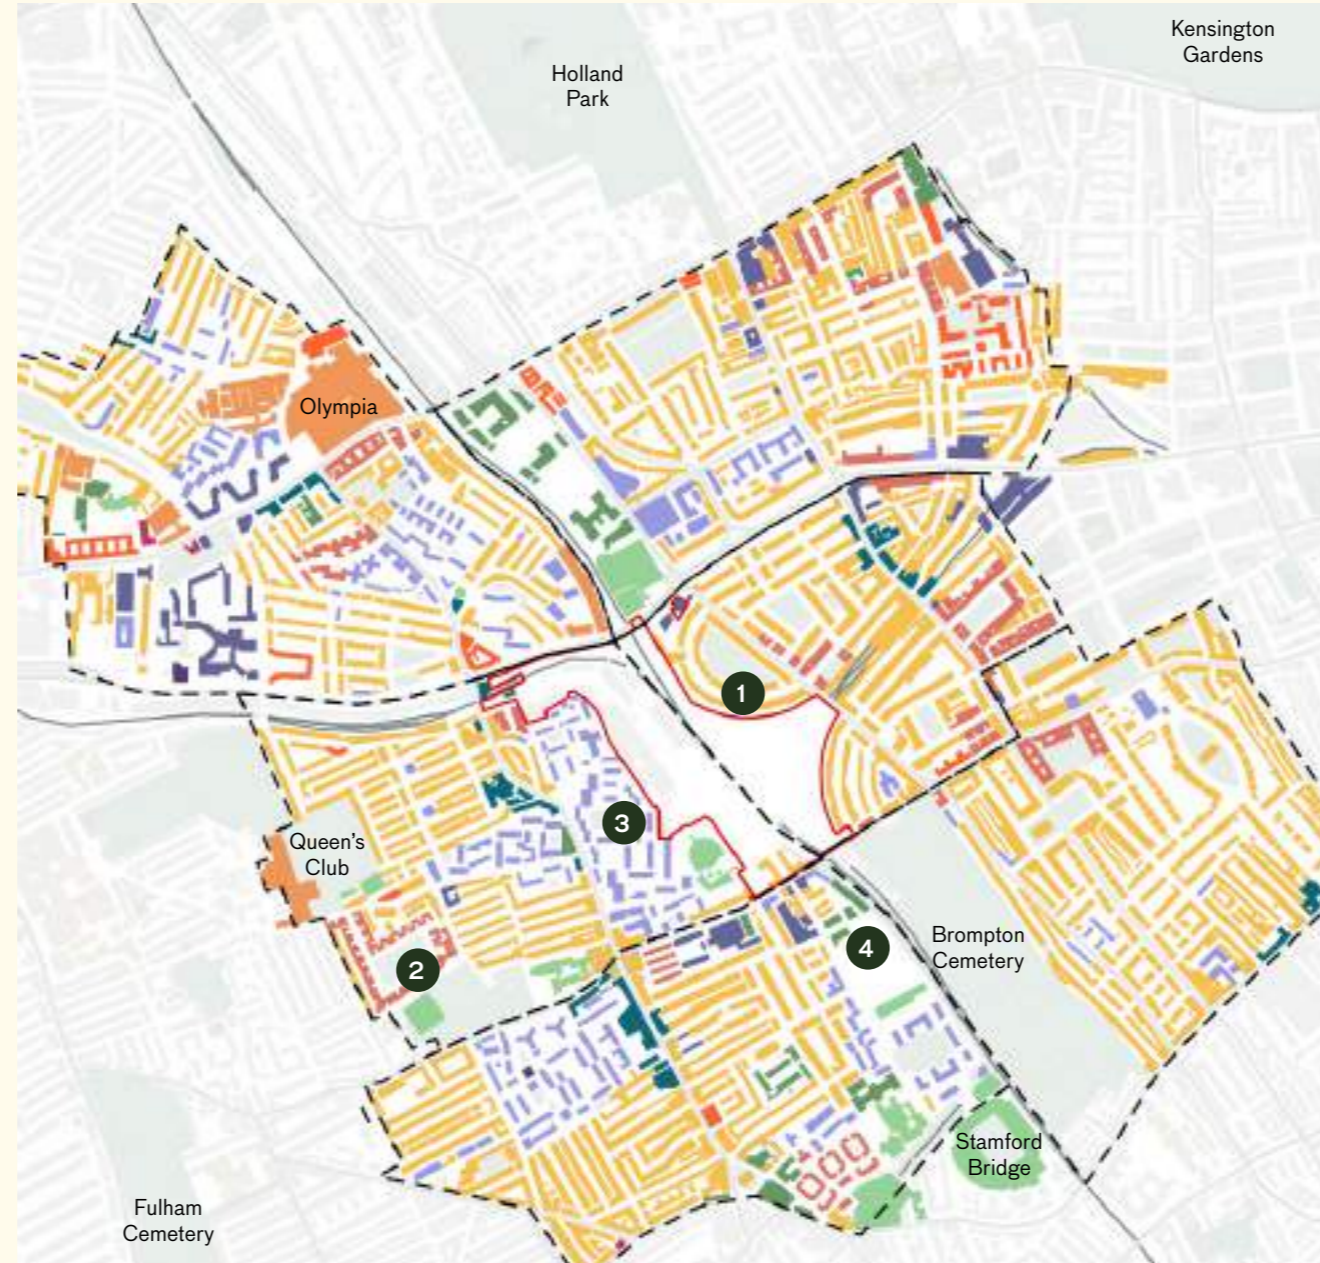 Kensington
Gardens
Holland
Park
Olympia
1
3
Queen's
Club
2
4
Brompton
Cemetery
Stamford
Bridge
Fulham
Cemetery